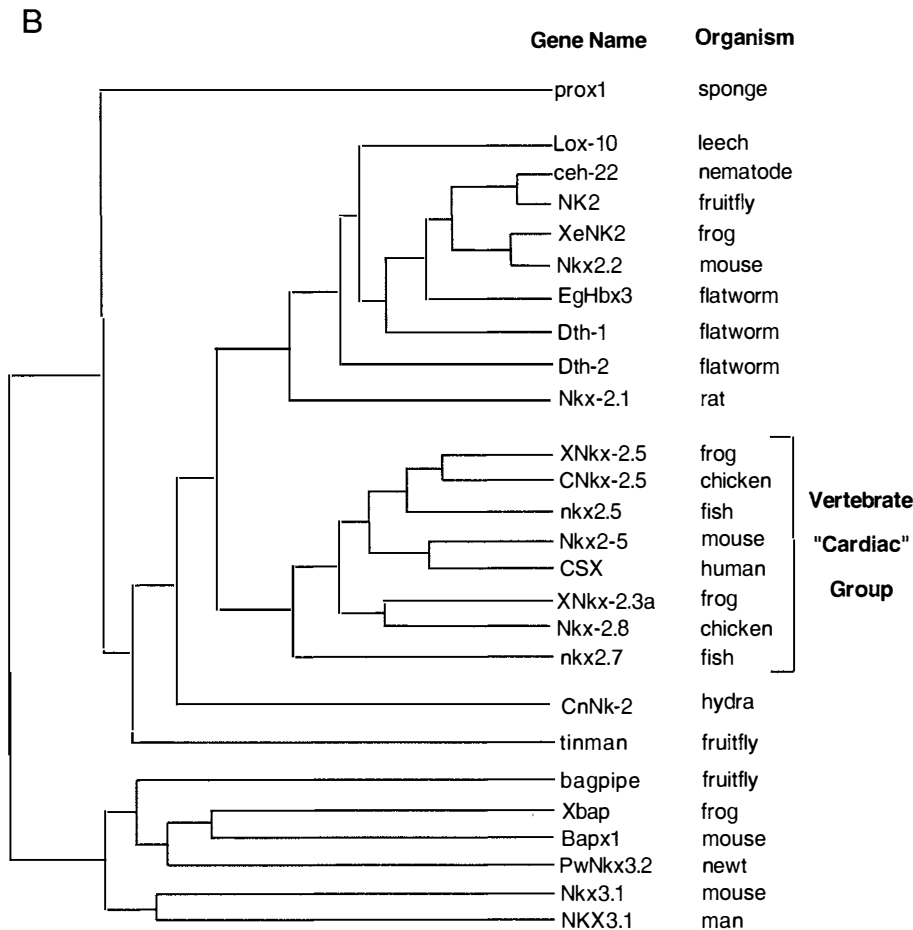 B
Gene Name Organism
prox1 sponge
Lox-10 leech
ceh-22 nematode
NK2 fruitfly
XeNK2 frog
Nkx2.2 mouse
EgHbx3 flatworm
Dth-1 flatworm
Dth-2 flatworm
Nkx-2.1 rat
XNkx-2.5 frog
CNkx-2.5 chicken
nkx2.5 fish
Nkx2-5 mouse
CSX human
XNkx-2.3a frog
Nkx-2.8 chicken
nkx2.7 fish
Vertebrate
"Cardiac"
Group
CnNk-2 hydra
tinman fruitfly
bagpipe fruitfly
Xbap frog
Bapx1 mouse
PwNkx3.2 newt
Nkx3.1 mouse
NKX3.1 man